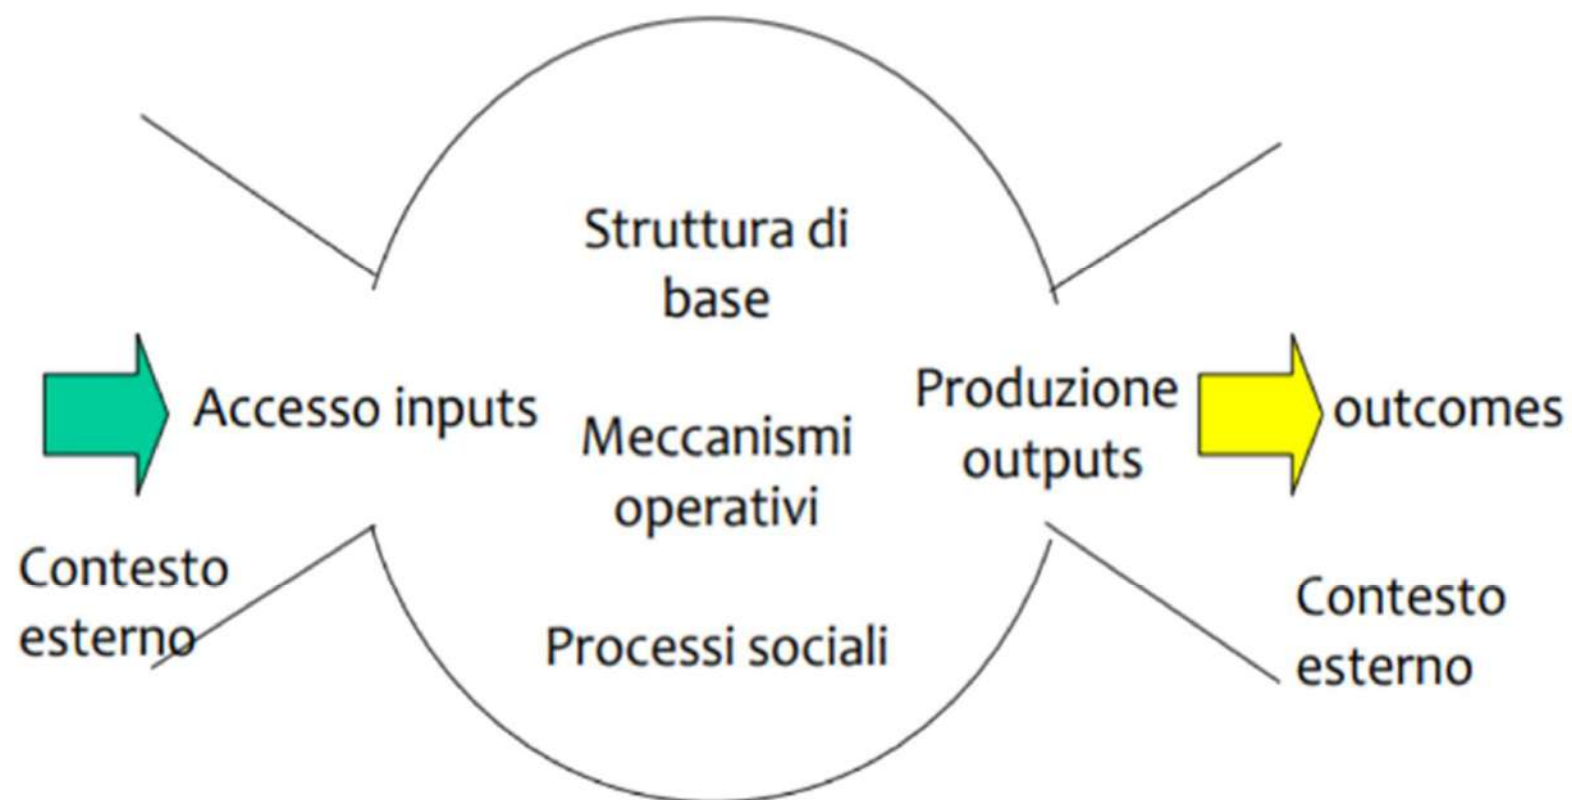 Struttura di
base
Accesso inputs
Meccanismi
operativi
Processi sociali
Produzione
outputs
outcomes
Contesto
esterno
Contesto
esterno